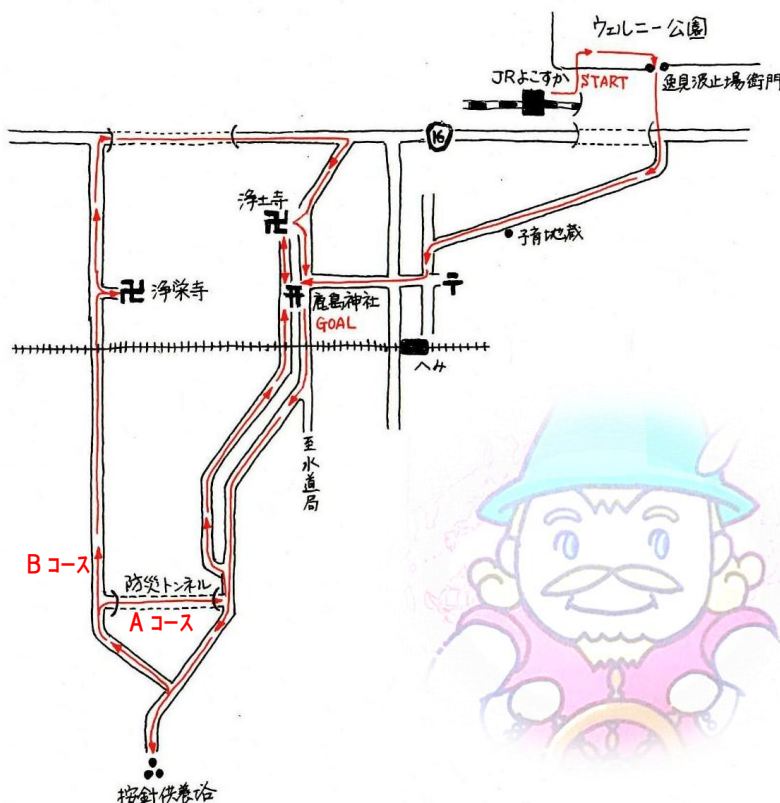 ウェルニー公園
JRよこすか
START
逸見波止場衛門
16
浄土寺
子育地蔵
浄栄寺
鹿島神社
GOAL
へみ
至水道局
Bコース
防災トンネル
Aコース
按針供養塔